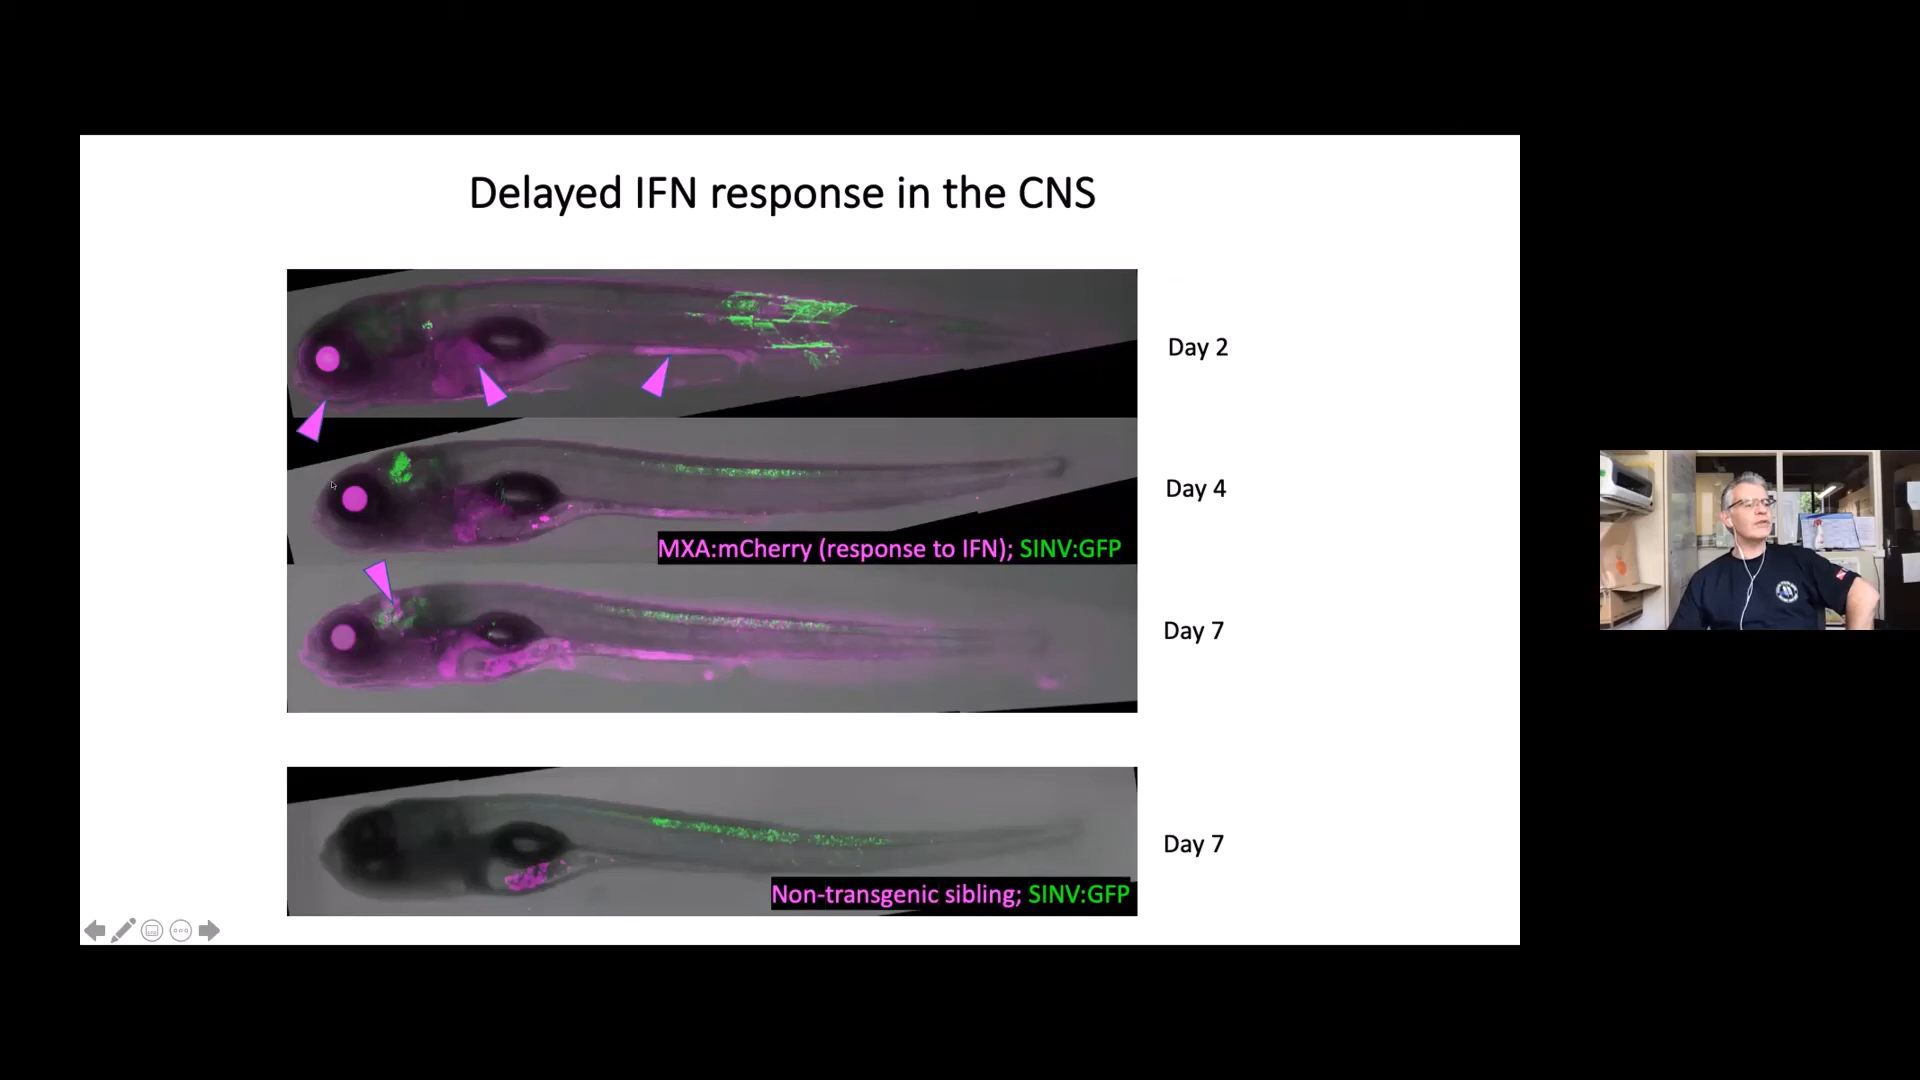 Delayed IFN response in the CNS
Day 2
Day 4
MXA:mCherry (response to IFN); SINV:GFP
Day 7
Day 7
Non-transgenic sibling; SINV:GFP